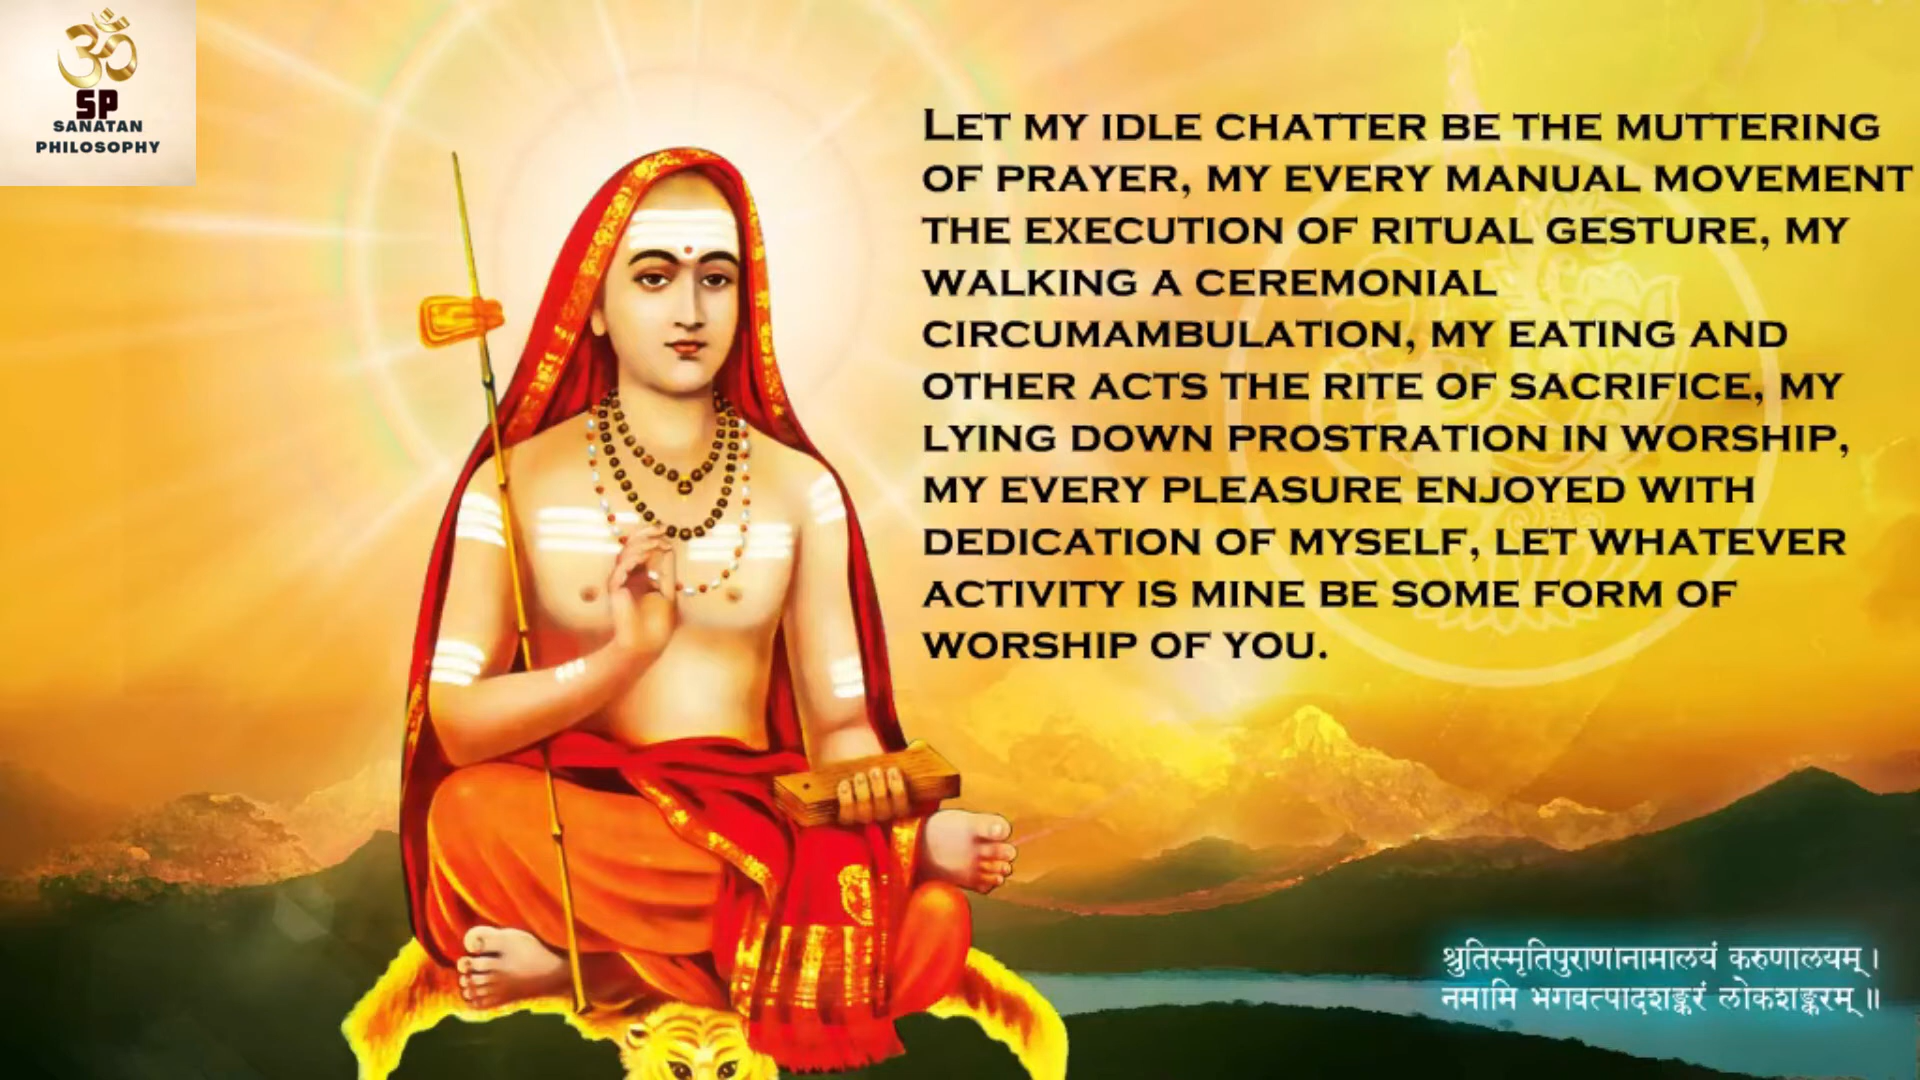 ॐ
SP
SANATAN
PHILOSOPHY
LET MY IDLE CHATTER BE THE MUTTERING
OF PRAYER, MY EVERY MANUAL MOVEMENT
THE EXECUTION OF RITUAL GESTURE, MY
WALKING A CEREMONIAL
CIRCUMAMBULATION, MY EATING AND
OTHER ACTS THE RITE OF SACRIFICE, MY
LYING DOWN PROSTRATION IN WORSHIP,
MY EVERY PLEASURE ENJOYED WITH
DEDICATION OF MYSELF, LET WHATEVER
ACTIVITY IS MINE BE SOME FORM OF
WORSHIP OF YOU.
श्रुतिस्मृतिपुराणानामालयं करुणालयम् ।
नमामि भगवत्पादशङ्करं लोकशङ्करम् ॥